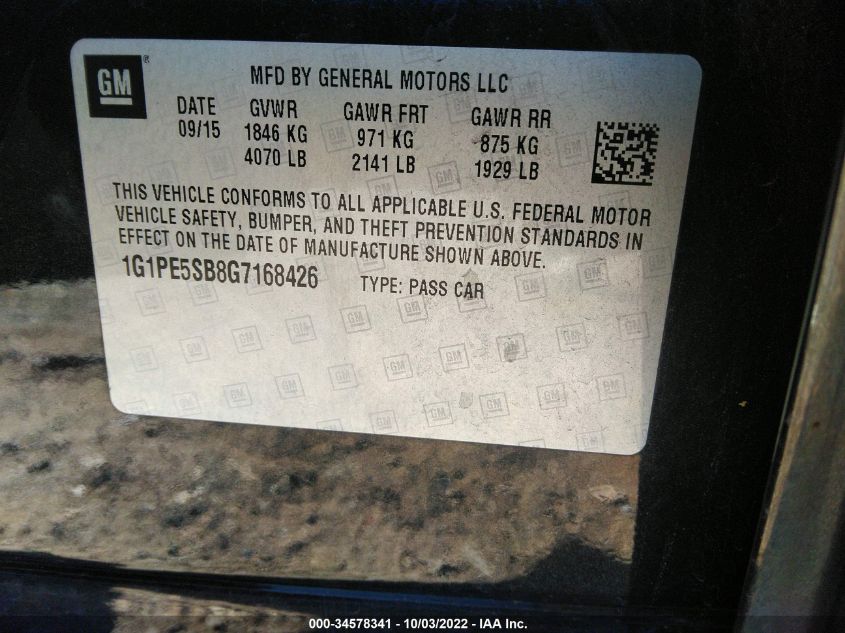 GM ®
MFD BY GENERAL MOTORS LLC
DATE GVWR GAWR FRT GAWR RR
09/15 1846 KG 971 KG 875 KG
4070 LB 2141 LB 1929 LB
THIS VEHICLE CONFORMS TO ALL APPLICABLE U.S. FEDERAL MOTOR
VEHICLE SAFETY, BUMPER, AND THEFT PREVENTION STANDARDS IN
EFFECT ON THE DATE OF MANUFACTURE SHOWN ABOVE.
1G1PE5SB8G7168426 TYPE: PASS CAR
000-34578341 - 10/03/2022 - IAA Inc.